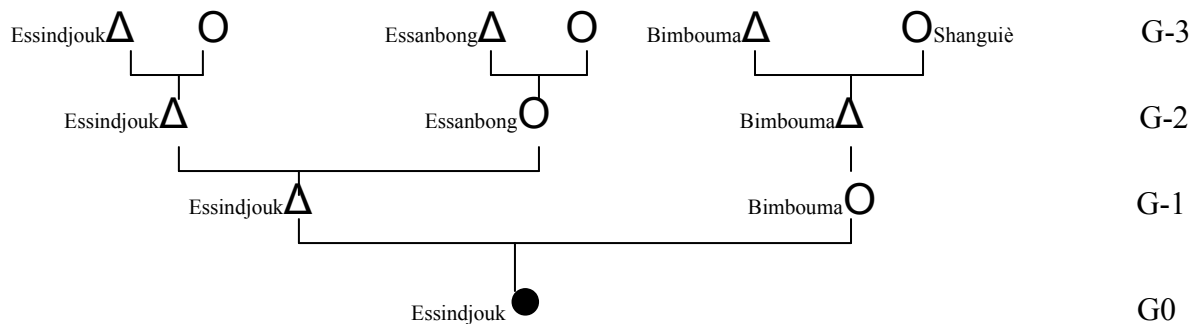 Essindjouk Essanbong Bimbouma Shanguiè G-3
Essindjouk Essanbong Bimbouma G-2
Essindjouk Bimbouma G-1
Essindjouk G0